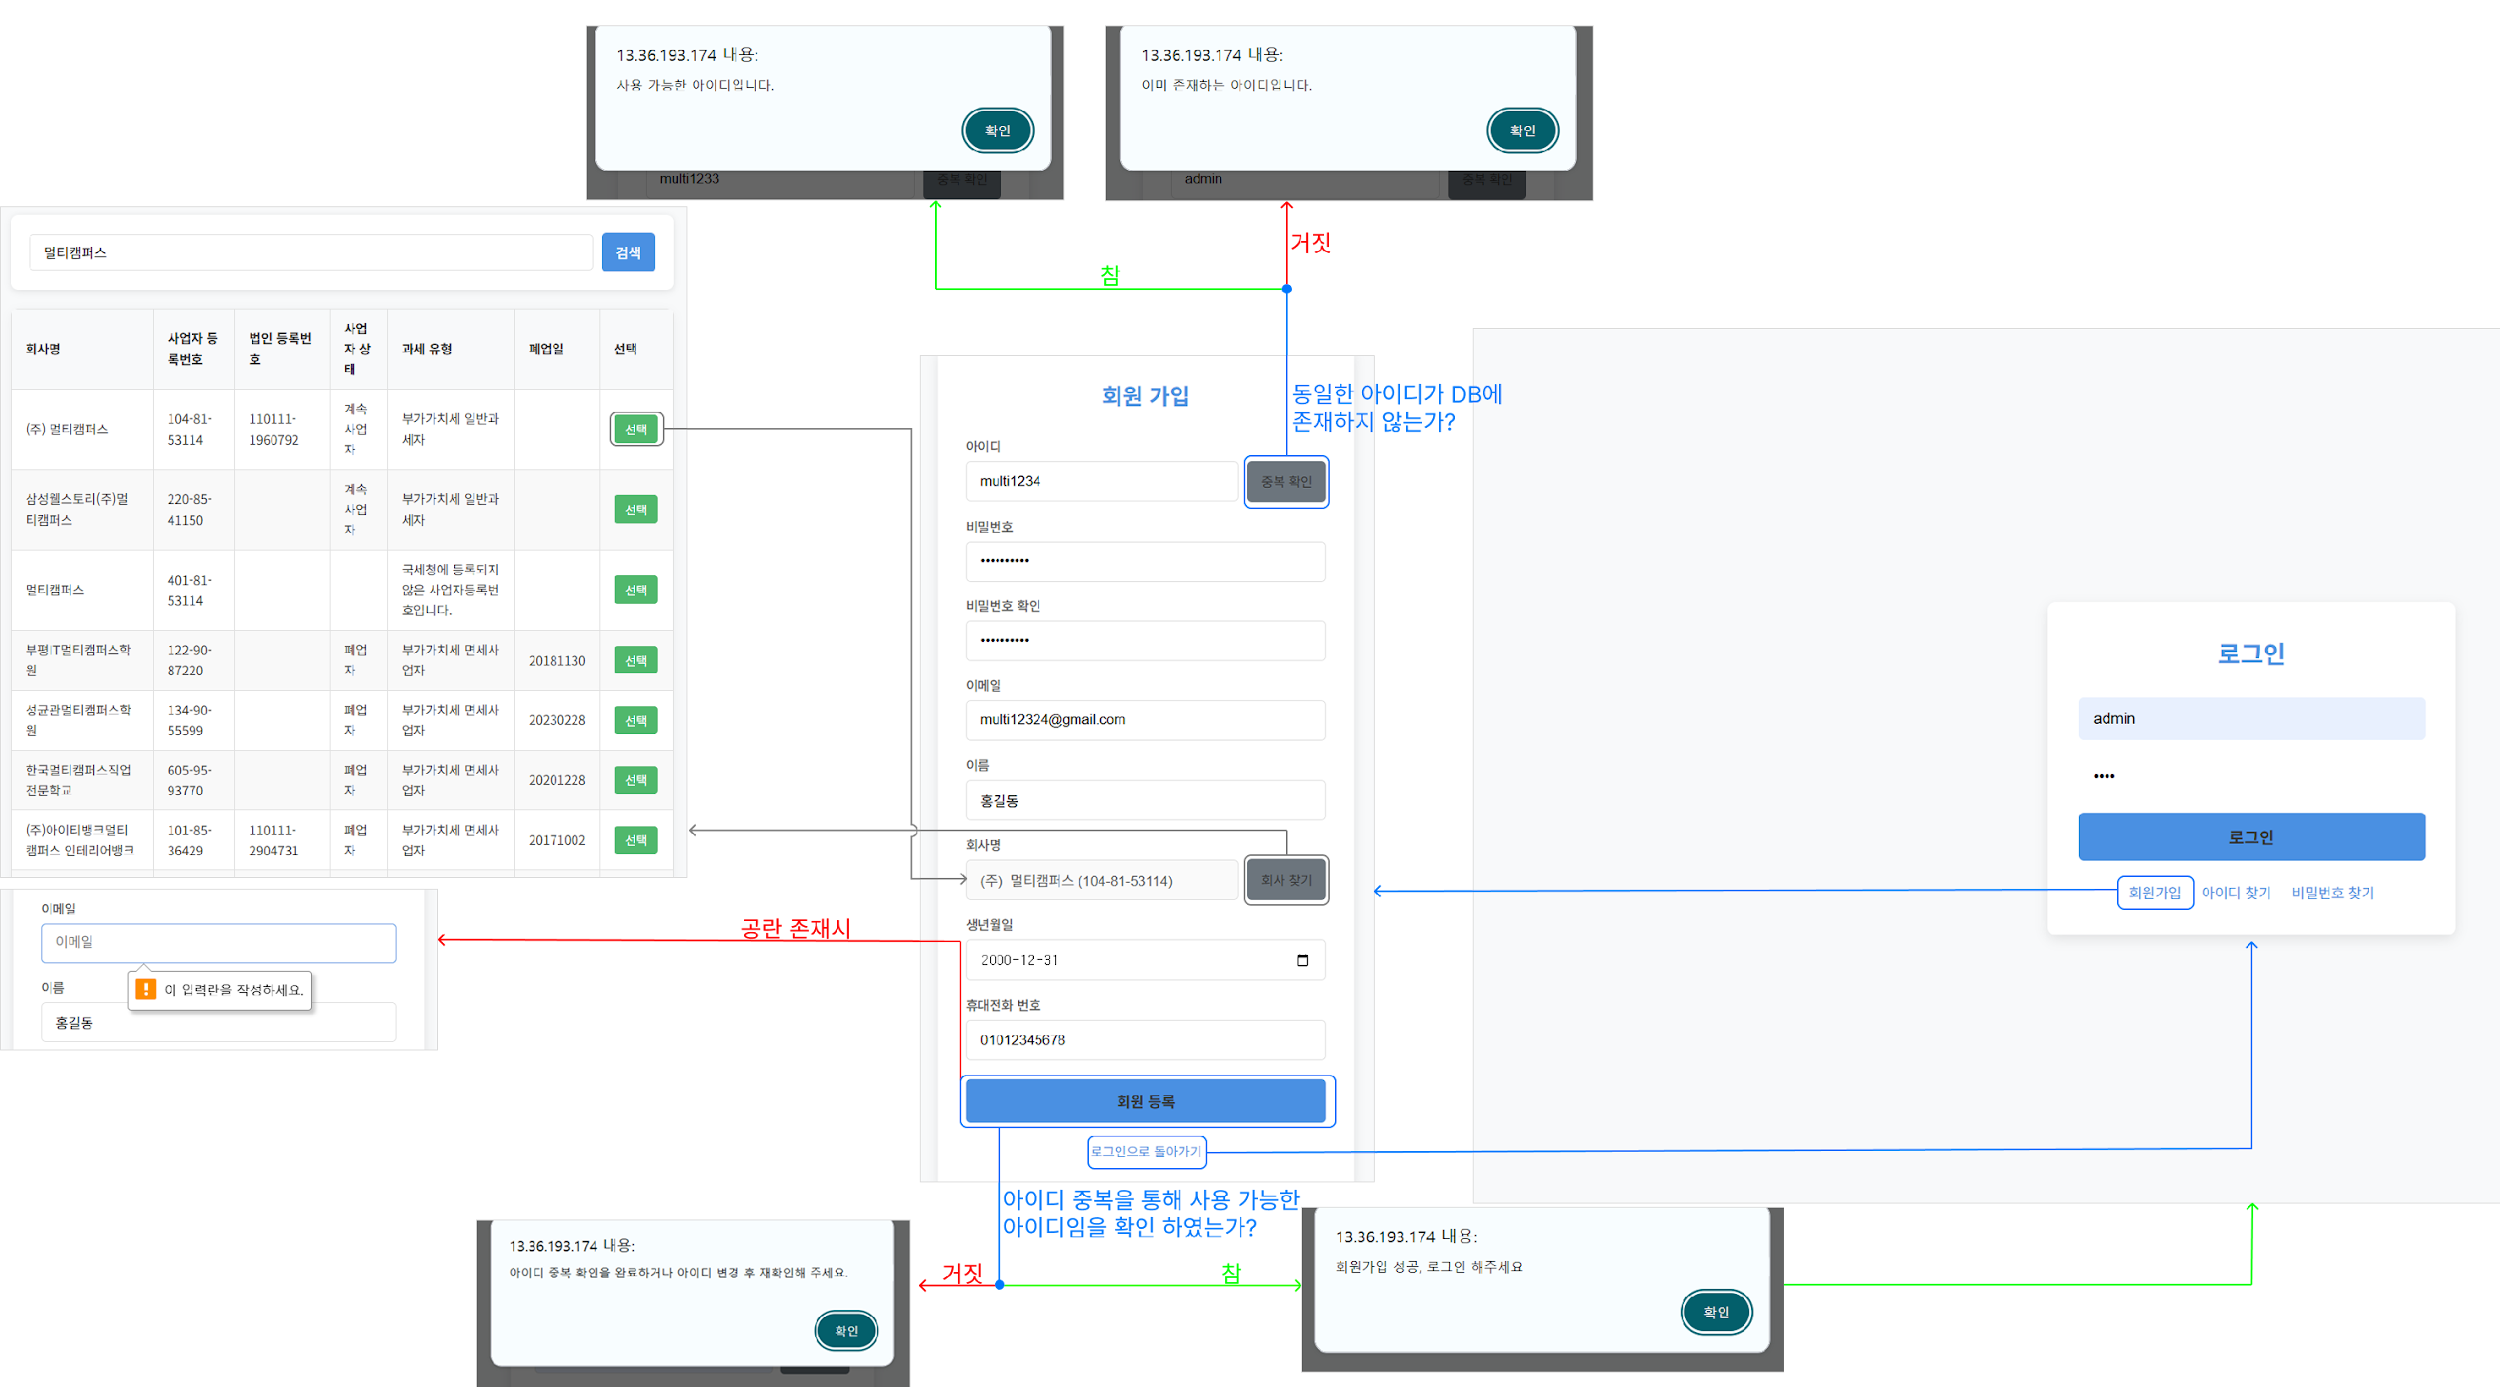 13.36.193.174 내용:
사용 가능한 아이디입니다.
확인
multi1233
중복 확인
13.36.193.174 내용:
이미 존재하는 아이디입니다.
확인
admin
중복 확인
거짓
참
멀티캠퍼스
검색
회사명
사업자 등
록번호
법인 등록번
호
사업
자 상
태
과세 유형
폐업일
선택
(주) 멀티캠퍼스
104-81-
53114
110111-
1960792
계속
사업
자
부가가치세 일반과
세자
선택
삼성웰스토리(주)멀
티캠퍼스
220-85-
41150
계속
사업
자
부가가치세 일반과
세자
선택
멀티캠퍼스
401-81-
53114
국세청에 등록되지
않은 사업자등록번
호입니다.
선택
부평IT멀티캠퍼스학
원
122-90-
87220
폐업
자
부가가치세 면세사
업자
20181130
선택
성균관멀티캠퍼스학
원
134-90-
55599
폐업
자
부가가치세 면세사
업자
20230228
선택
한국멀티캠퍼스직업
전문학교
605-95-
93770
폐업
자
부가가치세 면세사
업자
20201228
선택
(주)아이티뱅크멀티
캠퍼스 인테리어뱅크
101-85-
36429
110111-
2904731
폐업
자
부가가치세 면세사
업자
20171002
선택
동일한 아이디가 DB에
존재하지 않는가?
회원 가입
아이디
multi1234
중복 확인
비밀번호
••••••••••
비밀번호 확인
••••••••••
이메일
multi12324@gmail.com
이름
홍길동
회사명
(주) 멀티캠퍼스 (104-81-53114)
회사 찾기
생년월일
2000-12-31
휴대전화 번호
01012345678
회원 등록
로그인으로 돌아가기
로그인
admin
••••
로그인
회원가입
아이디 찾기
비밀번호 찾기
공란 존재시
이메일
이메일
이 입력란을 작성하세요.
이름
홍길동
아이디 중복을 통해 사용 가능한
아이디임을 확인 하였는가?
거짓
참
13.36.193.174 내용:
아이디 중복 확인을 완료하거나 아이디 변경 후 재확인해 주세요.
확인
13.36.193.174 내용:
회원가입 성공, 로그인 해주세요
확인